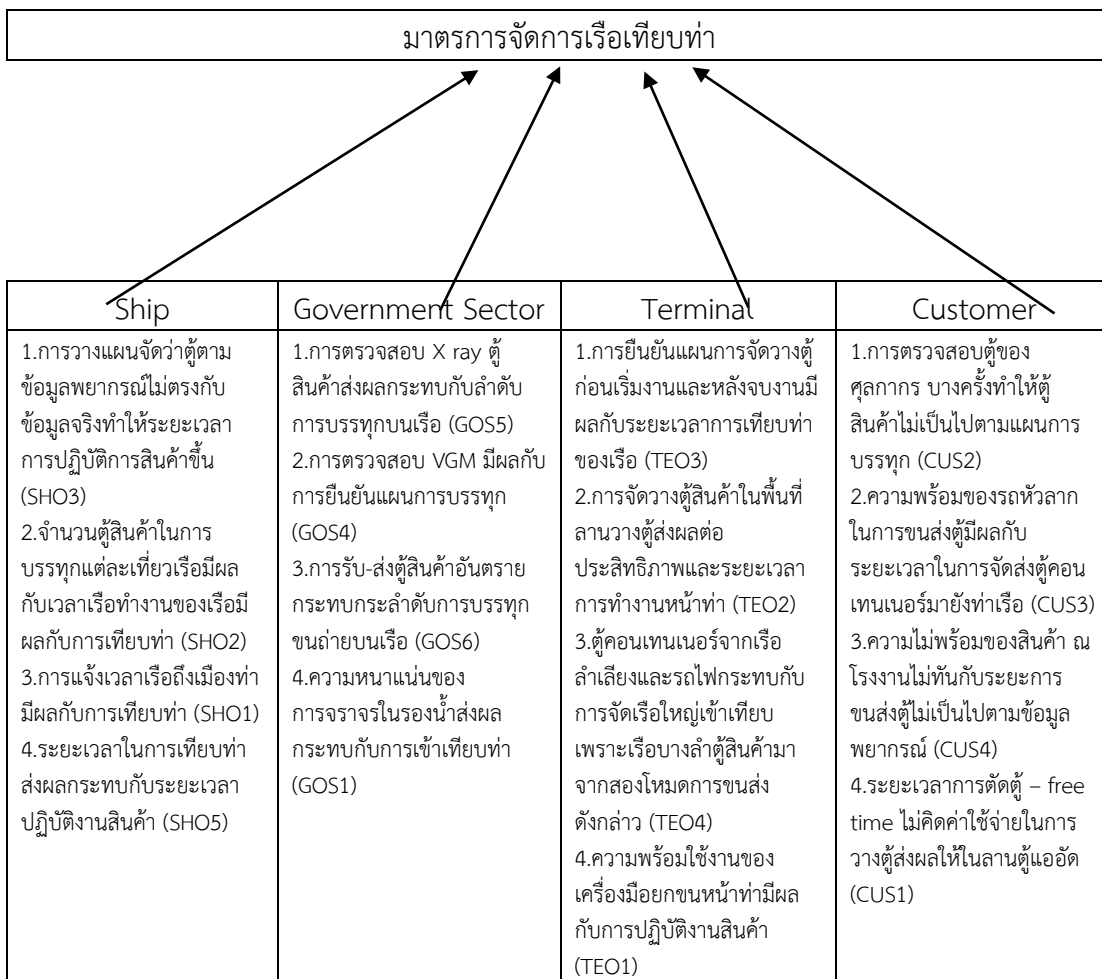 มาตรการจัดการเรือเทียบท่า
Ship
1.การวางแผนจัดว่าตู้ตาม
ข้อมูลพยากรณ์ไม่ตรงกับ
ข้อมูลจริงทำให้ระยะเวลา
การปฏิบัติการสินค้าขึ้น
(SHO3)
2.จำนวนตู้สินค้าในการ
บรรทุกแต่ละเที่ยวเรือมีผล
กับเวลาเรือทำงานของเรือมี
ผลกับการเทียบท่า (SHO2)
3.การแจ้งเวลาเรือถึงเมืองท่า
มีผลกับการเทียบท่า (SHO1)
4.ระยะเวลาในการเทียบท่า
ส่งผลกระทบกับระยะเวลา
ปฏิบัติงานสินค้า (SHO5)
Government Sector
1.การตรวจสอบ X ray ตู้
สินค้าส่งผลกระทบกับลำดับ
การบรรทุกบนเรือ (GOS5)
2.การตรวจสอบ VGM มีผลกับ
การยืนยันแผนการบรรทุก
(GOS4)
3.การรับ-ส่งตู้สินค้าอันตราย
กระทบกระลำดับการบรรทุก
ขนถ่ายบนเรือ (GOS6)
4.ความหนาแน่นของ
การจราจรในรองน้ำส่งผล
กระทบกับการเข้าเทียบท่า
(GOS1)
Terminal
1.การยืนยันแผนการจัดวางตู้
ก่อนเริ่มงานและหลังจบงานมี
ผลกับระยะเวลาการเทียบท่า
ของเรือ (TEO3)
2.การจัดวางตู้สินค้าในพื้นที่
ลานวางตู้ส่งผลต่อ
ประสิทธิภาพและระยะเวลา
การทำงานหน้าท่า (TEO2)
3.ตู้คอนเทนเนอร์จากเรือ
ลำเลียงและรถไฟกระทบกับ
การจัดเรือใหญ่เข้าเทียบ
เพราะเรือบางลำตู้สินค้ามา
จากสองโหมดการขนส่ง
ดังกล่าว (TEO4)
4.ความพร้อมใช้งานของ
เครื่องมือยกขนหน้าท่ามีผล
กับการปฏิบัติงานสินค้า
(TEO1)
Customer
1.การตรวจสอบตู้ของ
ศุลกากร บางครั้งทำให้ตู้
สินค้าไม่เป็นไปตามแผนการ
บรรทุก (CUS2)
2.ความพร้อมของรถหัวลาก
ในการขนส่งตู้มีผลกับ
ระยะเวลาในการจัดส่งตู้คอน
เทนเนอร์มายังท่าเรือ (CUS3)
3.ความไม่พร้อมของสินค้า ณ
โรงงานไม่ทันกับระยะการ
ขนส่งตู้ไม่เป็นไปตามข้อมูล
พยากรณ์ (CUS4)
4.ระยะเวลาการตัดตู้ – free
time ไม่คิดค่าใช้จ่ายในการ
วางตู้ส่งผลให้ในลานตู้แออัด
(CUS1)